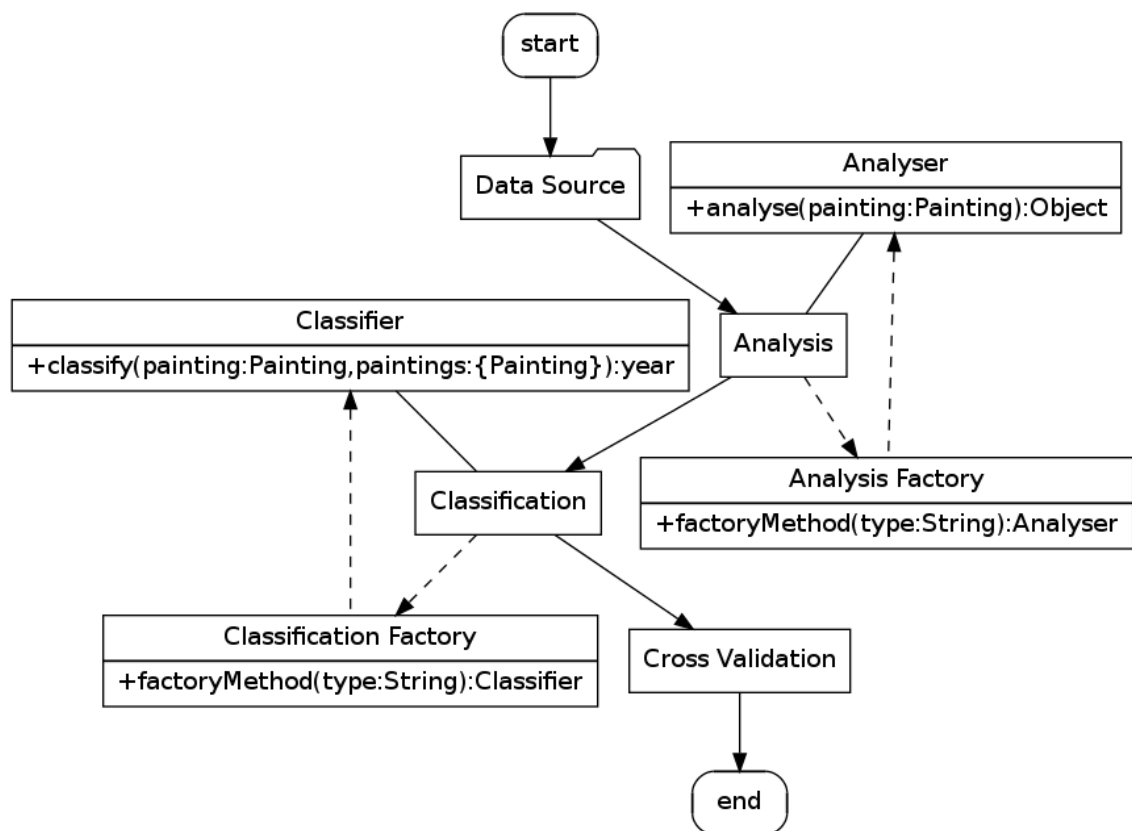 start
Data Source
Analyser
+analyse(painting:Painting):Object
Classifier
+classify(painting:Painting,paintings:{Painting}):year
Analysis
Classification
Analysis Factory
+factoryMethod(type:String):Analyser
Classification Factory
+factoryMethod(type:String):Classifier
Cross Validation
end